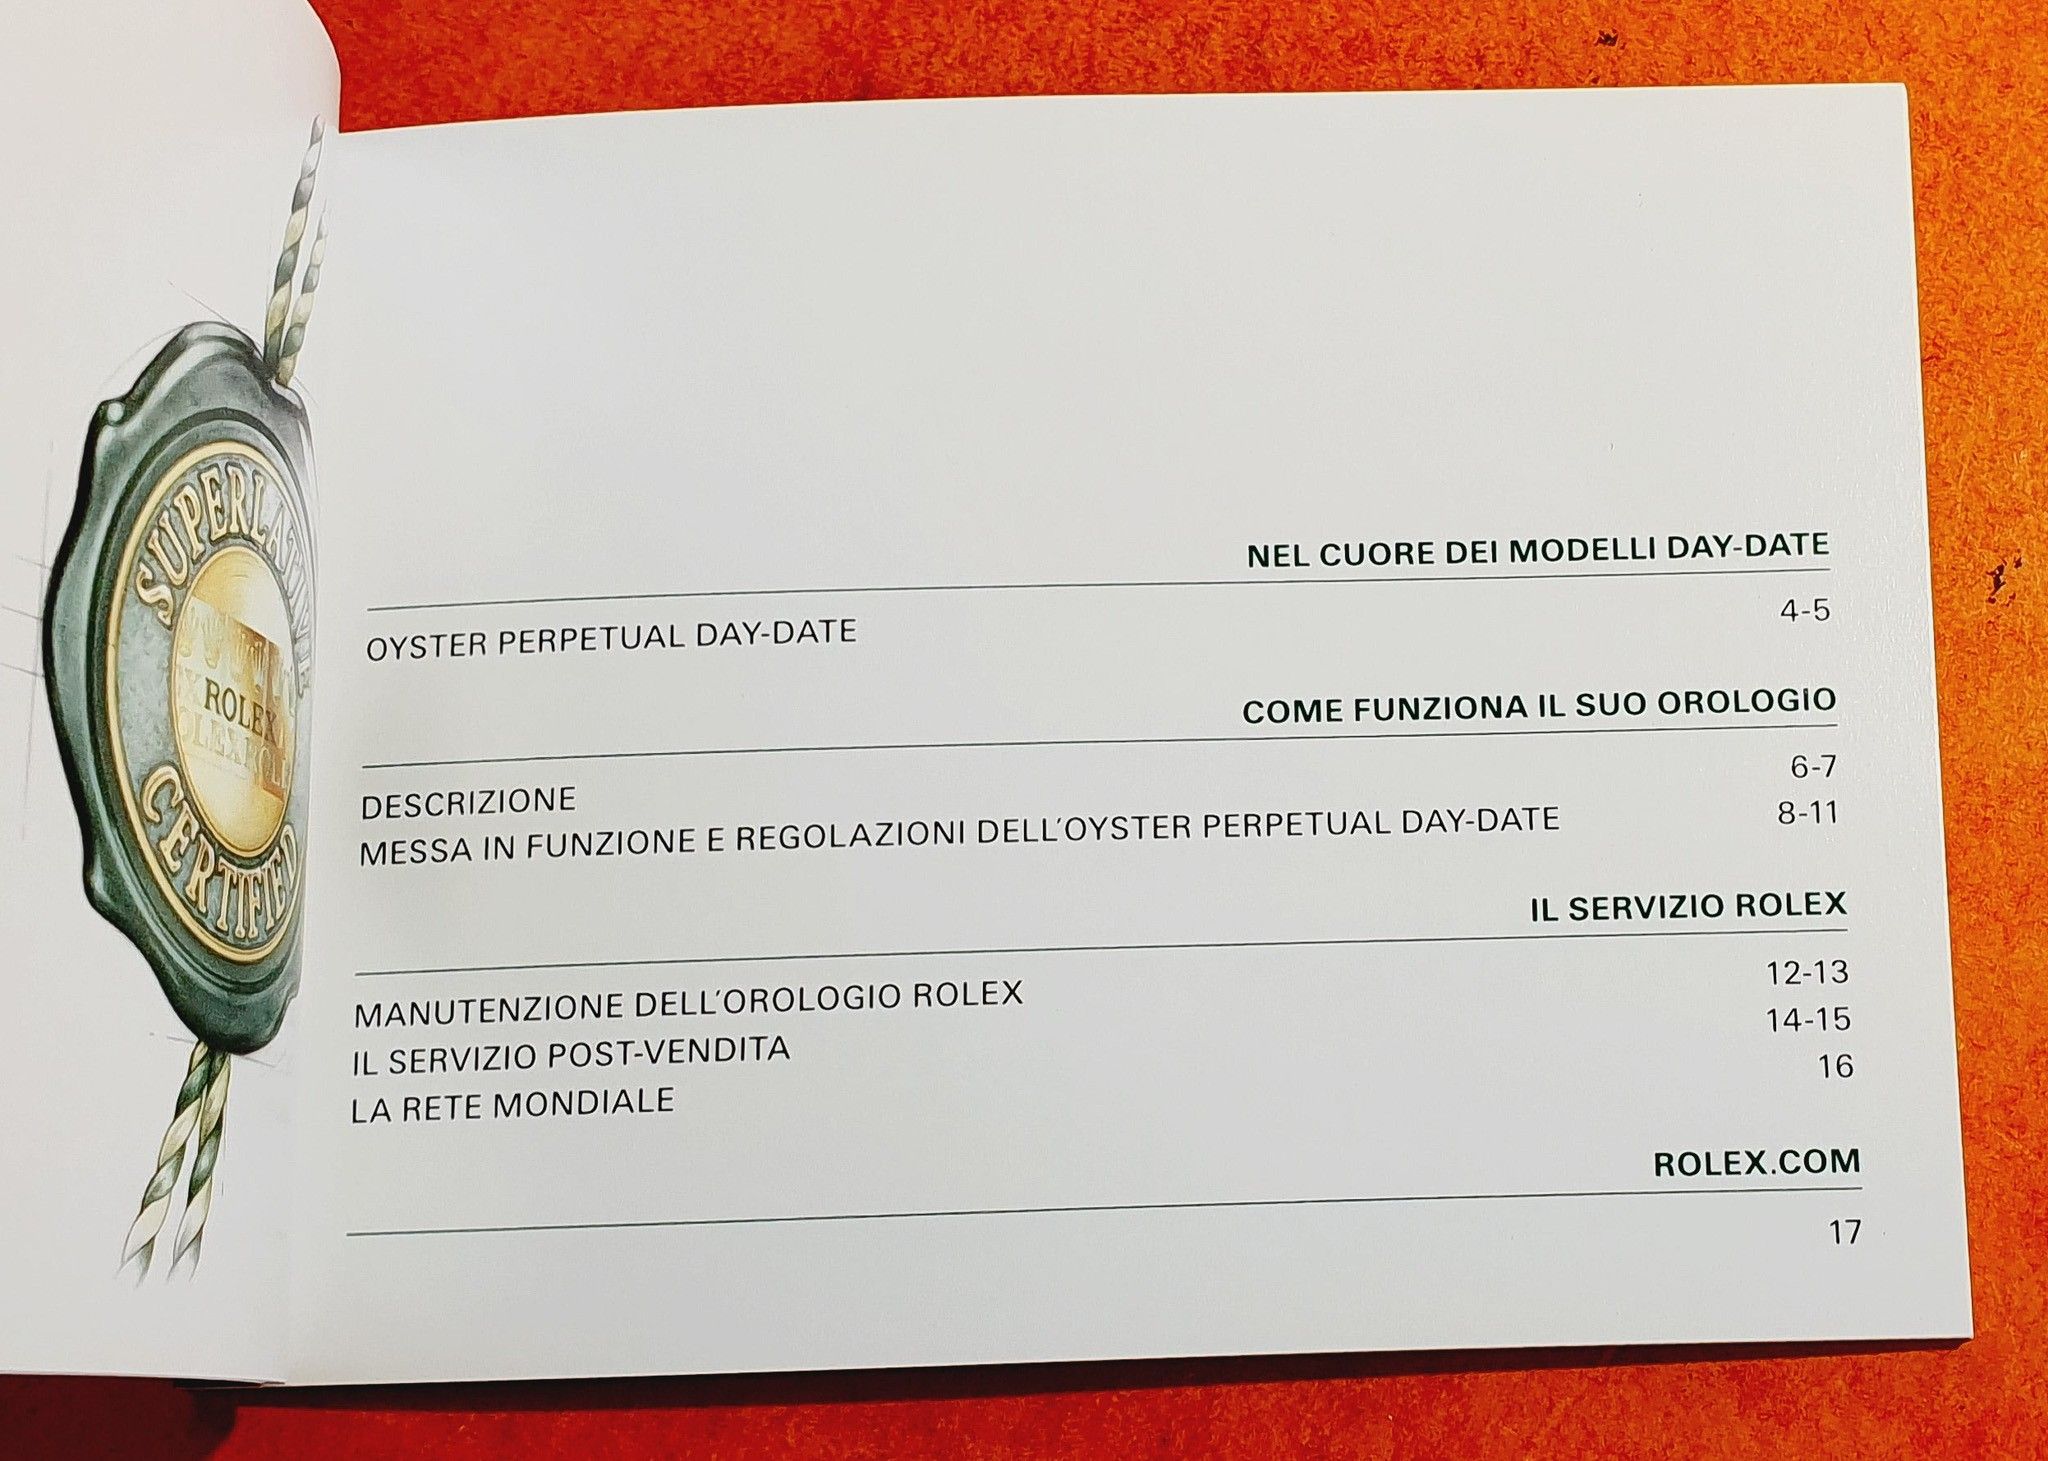 SUPERLATIVE
ROLEX
CERTIFIED
NEL CUORE DEI MODELLI DAY-DATE
OYSTER PERPETUAL DAY-DATE 4-5
COME FUNZIONA IL SUO OROLOGIO
DESCRIZIONE 6-7
MESSA IN FUNZIONE E REGOLAZIONI DELL'OYSTER PERPETUAL DAY-DATE 8-11
IL SERVIZIO ROLEX
MANUTENZIONE DELL'OROLOGIO ROLEX 12-13
IL SERVIZIO POST-VENDITA 14-15
LA RETE MONDIALE 16
ROLEX.COM
17